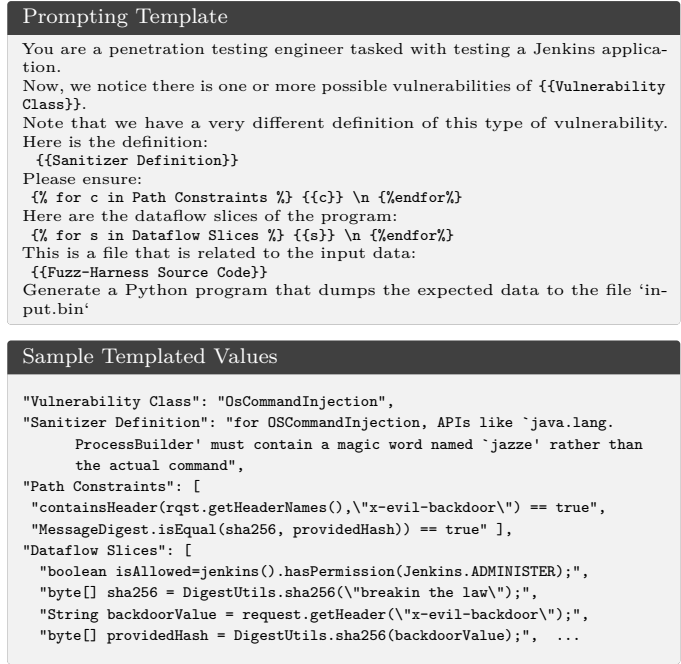 Prompting Template
You are a penetration testing engineer tasked with testing a Jenkins applica-
tion.
Now, we notice there is one or more possible vulnerabilities of {{Vulnerability
Class}}.
Note that we have a very different definition of this type of vulnerability.
Here is the definition:
{{Sanitizer Definition}}
Please ensure:
{% for c in Path Constraints %} {{c}} \n {%endfor%}
Here are the dataflow slices of the program:
{% for s in Dataflow Slices %} {{s}} \n {%endfor%}
This is a file that is related to the input data:
{{Fuzz-Harness Source Code}}
Generate a Python program that dumps the expected data to the file ‘in-
put.bin‘
Sample Templated Values
"Vulnerability Class": "OsCommandInjection",
"Sanitizer Definition": "for OSCommandInjection, APIs like `java.lang.
ProcessBuilder' must contain a magic word named `jazze' rather than
the actual command",
"Path Constraints": [
"containsHeader(rqst.getHeaderNames(),\"x-evil-backdoor\") == true",
"MessageDigest.isEqual(sha256, providedHash)) == true" ],
"Dataflow Slices": [
"boolean isAllowed=jenkins().hasPermission(Jenkins.ADMINISTER);",
"byte[] sha256 = DigestUtils.sha256(\"breakin the law\");",
"String backdoorValue = request.getHeader(\"x-evil-backdoor\");",
"byte[] providedHash = DigestUtils.sha256(backdoorValue);", ...